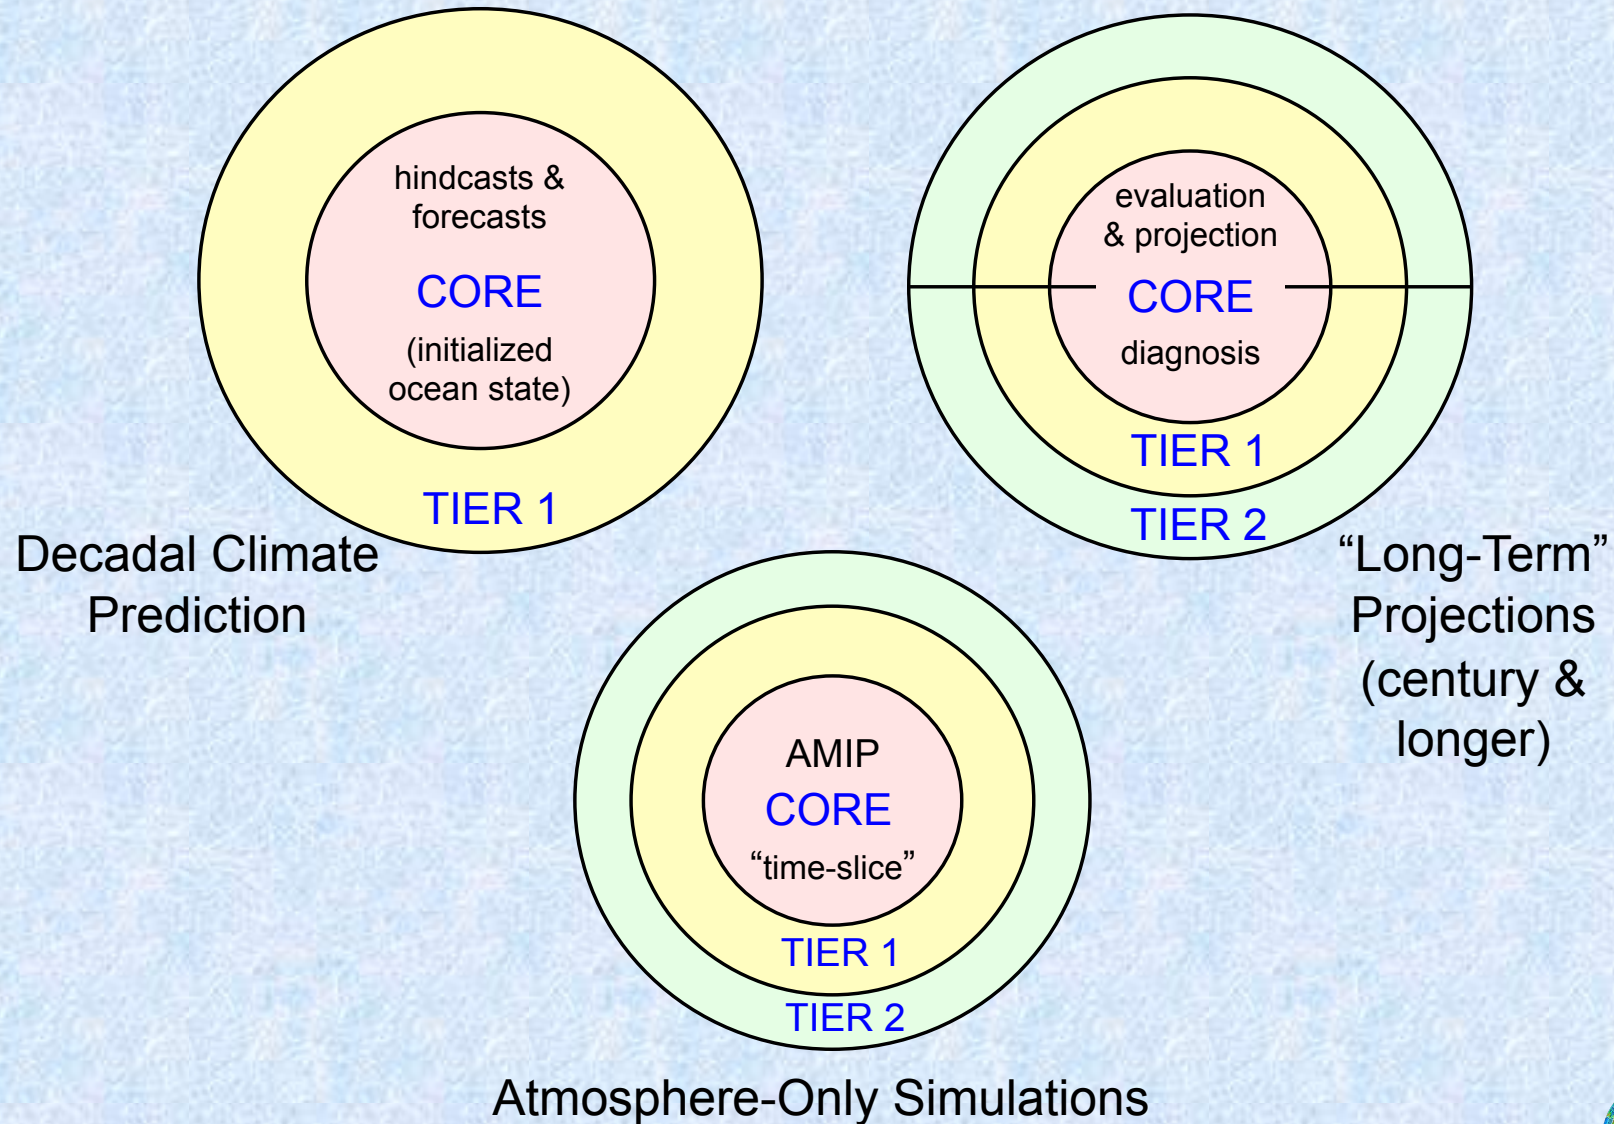 hindcasts &
forecasts
CORE
(initialized
ocean state)
TIER 1
Decadal Climate
Prediction
evaluation
& projection
CORE
diagnosis
TIER 1
TIER 2
“Long-Term”
Projections
(century &
longer)
AMIP
CORE
“time-slice”
TIER 1
TIER 2
Atmosphere-Only Simulations